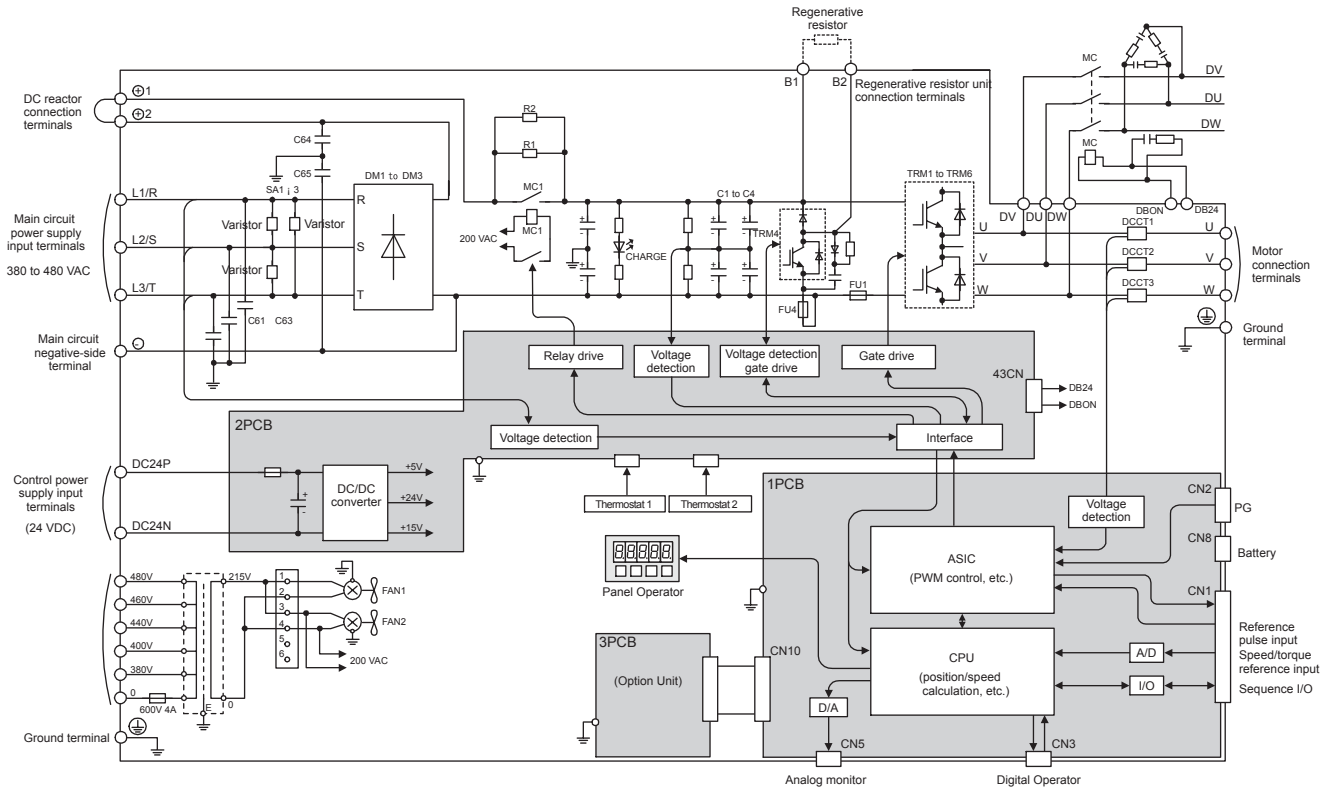 Regenerative
resistor
B1
B2
Regenerative resistor unit
connection terminals
MC
DV
DU
DW
MC
DC reactor
connection
terminals
⊕1
⊕2
C64
C65
R2
R1
MC1
MC1
200 VAC
DM1 to DM3
R
S
T
SA1 ¡ 3
Varistor
Varistor
Varistor
L1/R
L2/S
L3/T
Main circuit
power supply
input terminals
380 to 480 VAC
C61
C63
CHARGE
C1 to C4
TRM4
FU4
FU1
TRM1 to TRM6
U
V
W
DV
DU
DW
DBON
DB24
DCCT1
DCCT2
DCCT3
U
V
W
Motor
connection
terminals
Ground
terminal
Main circuit
negative-side
terminal
-
Relay drive
Voltage
detection
Voltage detection
gate drive
Gate drive
43CN
DB24
DBON
2PCB
Voltage detection
Interface
DC24P
DC24N
Control power
supply input
terminals
(24 VDC)
DC/DC
converter
+5V
+24V
+15V
Thermostat 1
Thermostat 2
1PCB
Voltage
detection
CN2
PG
CN8
Battery
CN1
ASIC
(PWM control, etc.)
CPU
(position/speed
calculation, etc.)
A/D
I/O
D/A
Reference
pulse input
Speed/torque
reference input
Sequence I/O
Panel Operator
480V
460V
440V
400V
380V
0
600V 4A
E
0
215V
1
2
3
4
5
6
FAN1
FAN2
200 VAC
Ground terminal
3PCB
(Option Unit)
CN10
CN5
CN3
Analog monitor
Digital Operator